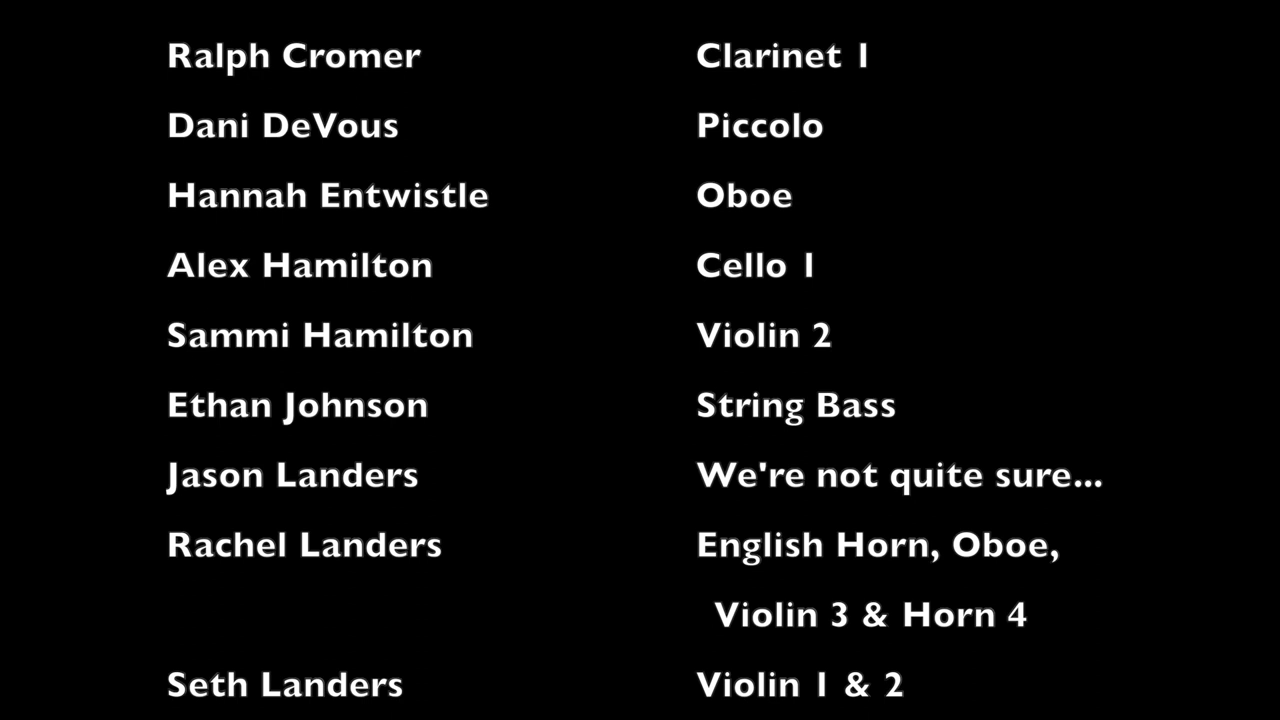 Ralph Cromer Clarinet 1
Dani DeVous Piccolo
Hannah Entwistle Oboe
Alex Hamilton Cello 1
Sammi Hamilton Violin 2
Ethan Johnson String Bass
Jason Landers We're not quite sure...
Rachel Landers English Horn, Oboe,
Violin 3 & Horn 4
Seth Landers Violin 1 & 2